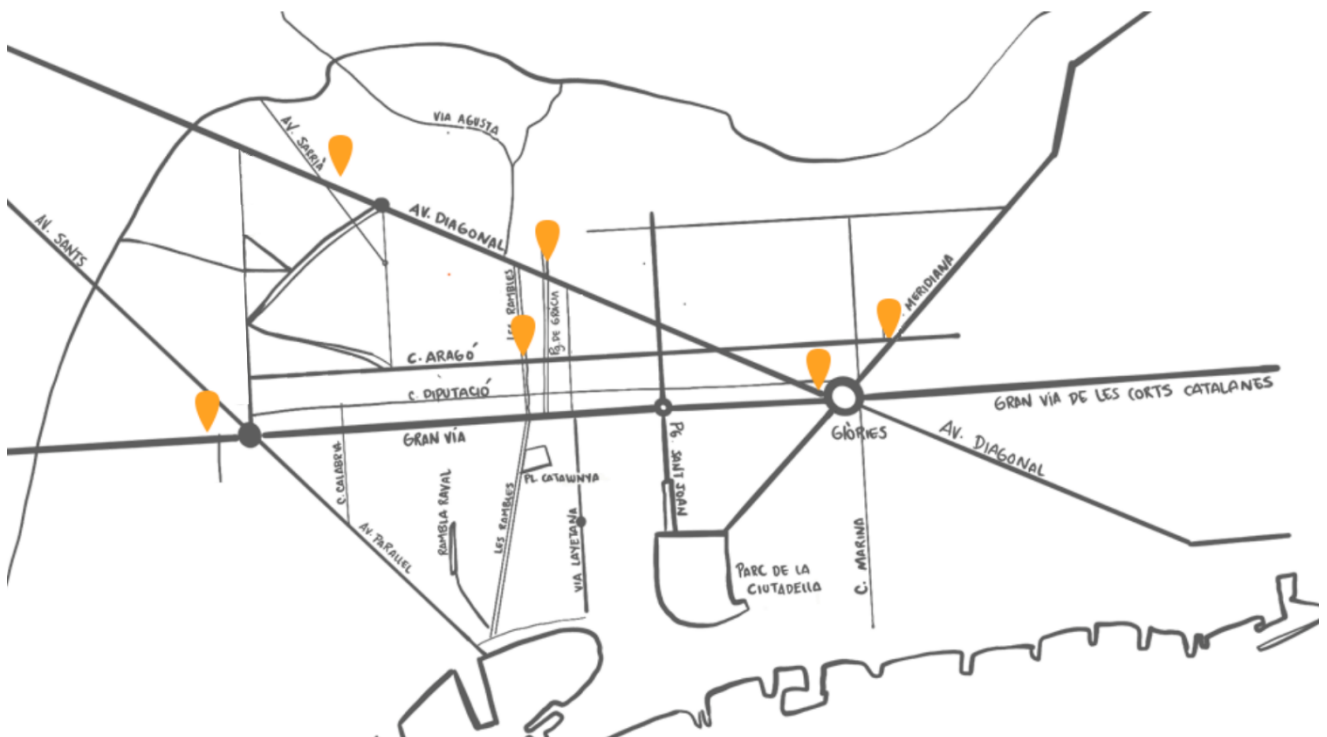 VIA AGUSTA
AV. SARRIÀ
AV. DIAGONAL
AV. SANTS
LES RAMBLES
Pg. DE GRÀCIA
MERIDIANA
C. ARAGÓ
C. DIPUTACIÓ
GRAN VIA DE LES CORTS CATALANES
GRAN VÍA
GLÒRIES
AV. DIAGONAL
C. CALABRIA
PL CATALUNYA
PG. SANT JOAN
RAMBLA RAVAL
LES RAMBLES
VIA LAYETANA
AV. PARAL·LEL
PARC DE LA
CIUTADELLA
C. MARINA